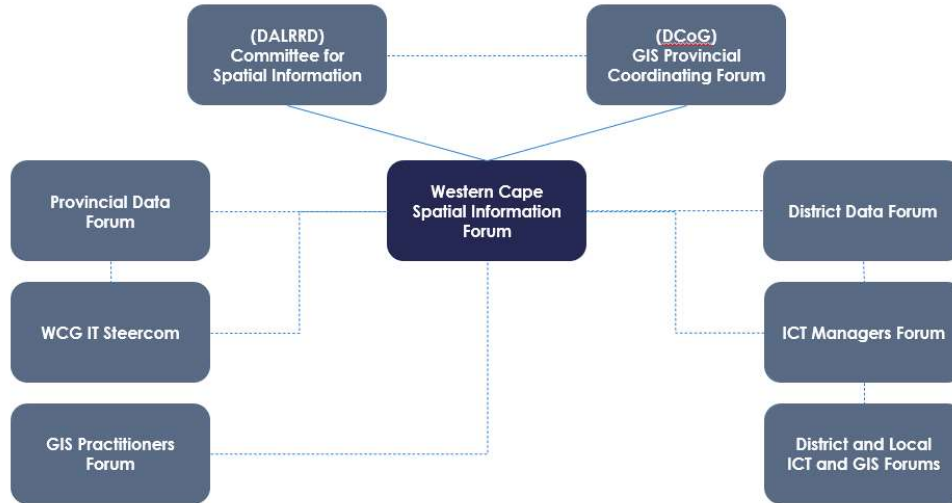 (DALRRD)
Committee for
Spatial Information
(DCoG)
GIS Provincial
Coordinating Forum
Provincial Data
Forum
Western Cape
Spatial Information
Forum
District Data Forum
WCG IT Steercom
ICT Managers Forum
GIS Practitioners
Forum
District and Local
ICT and GIS Forums